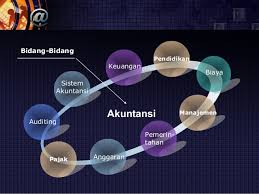 Bidang-Bidang
Pendidikan
Keuangan
Biaya
Sistem
Akuntansi
Akuntansi
Manajemen
Auditing
Pemerin-
tahan
Anggaran
Pajak